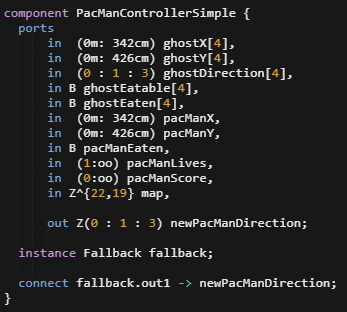 component PacManControllerSimple {
  ports
      in  (0m: 342cm) ghostX[4],
      in  (0m: 426cm) ghostY[4],
      in  (0 : 1 : 3) ghostDirection[4],
      in B ghostEatable[4],
      in B ghostEaten[4],
      in  (0m: 342cm) pacManX,
      in  (0m: 426cm) pacManY,
      in B pacManEaten,
      in  (1:oo) pacManLives,
      in  (0:oo) pacManScore,
      in Z^{22,19} map,

      out Z(0 : 1 : 3) newPacManDirection;

  instance Fallback fallback;

  connect fallback.out1 -> newPacManDirection;
}